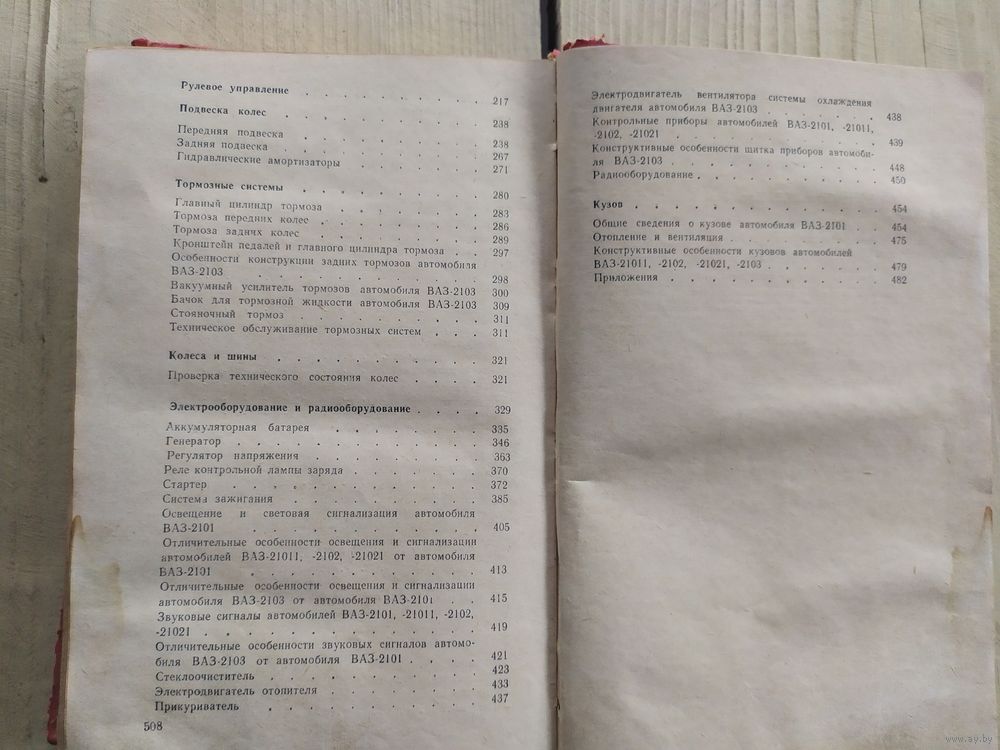 Рулевое управление . . . . . . . . . 217
Подвеска колес . . . . . . . . . . 238
Передняя подвеска . . . . . . . . . 238
Задняя подвеска . . . . . . . . . . 267
Гидравлические амортизаторы . . . . . . . 271
Тормозные системы . . . . . . . . . 280
Главный цилиндр тормоза . . . . . . . . 283
Тормоза передних колес . . . . . . . . 286
Тормоза задних колес . . . . . . . . . 289
Кронштейн педалей и главного цилиндра тормоза . . 297
Особенности конструкции задних тормозов автомобиля
ВАЗ-2103 . . . . . . . . . . . 298
Вакуумный усилитель тормозов автомобиля ВАЗ-2103 300
Бачок для тормозной жидкости автомобиля ВАЗ-2103 309
Стояночный тормоз . . . . . . . . . 311
Техническое обслуживание тормозных систем . . . 311
Колеса и шины . . . . . . . . . . 321
Проверка технического состояния колес . . . . 321
Электрооборудование и радиооборудование . . . . 329
Аккумуляторная батарея . . . . . . . . 335
Генератор . . . . . . . . . . . 346
Регулятор напряжения . . . . . . . . 363
Реле контрольной лампы заряда . . . . . . 370
Стартер . . . . . . . . . . . 372
Система зажигания . . . . . . . . . 385
Освещение и световая сигнализация автомобиля
ВАЗ-2101 . . . . . . . . . . . 405
Отличительные особенности освещения и сигнализации
автомобилей ВАЗ-21011, -2102, -21021 от автомобиля
ВАЗ-2101 . . . . . . . . . . . 413
Отличительные особенности освещения и сигнализации
автомобиля ВАЗ-2103 от автомобиля ВАЗ-2101 . . 415
Звуковые сигналы автомобилей ВАЗ-2101, -21011, -2102,
-21021 . . . . . . . . . . . . 419
Отличительные особенности звуковых сигналов автомо-
биля ВАЗ-2103 от автомобиля ВАЗ-2101 . . . . 421
Стеклоочиститель . . . . . . . . . . 423
Электродвигатель отопителя . . . . . . . 433
Прикуриватель . . . . . . . . . . 437
508
Электродвигатель вентилятора системы охлаждения
двигателя автомобиля ВАЗ-2103 . . . . . . 438
Контрольные приборы автомобилей ВАЗ-2101, -21011,
-2102, -21021 . . . . . . . . . . 439
Конструктивные особенности щитка приборов автомоби-
ля ВАЗ-2103 . . . . . . . . . . 448
Радиооборудование . . . . . . . . . . 450
Кузов . . . . . . . . . . . . . 454
Общие сведения о кузове автомобиля ВАЗ-2101 . . 454
Отопление и вентиляция . . . . . . . . 475
Конструктивные особенности кузовов автомобилей
ВАЗ-21011, -2102, -21021, -2103 . . . . . . 479
Приложения . . . . . . . . . . . 482
www.ay.by